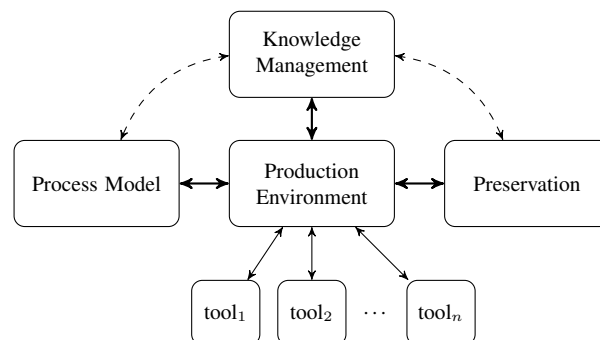 Knowledge
Management
Process Model
Production
Environment
Preservation
tool₁
tool₂
⋯
toolₙ